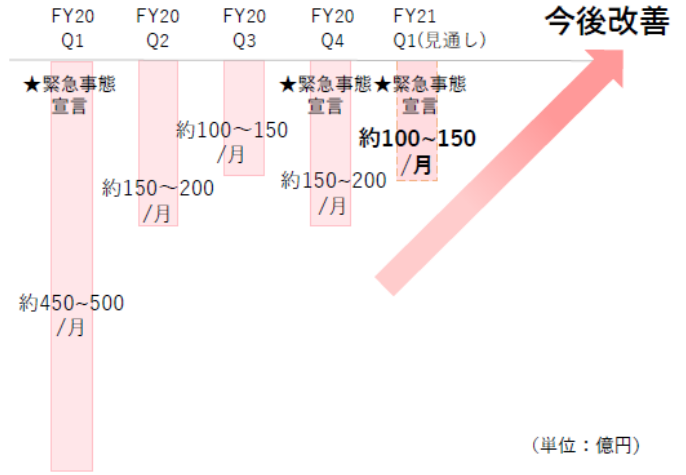 FY20 Q1
FY20 Q2
FY20 Q3
FY20 Q4
FY21 Q1(見通し)
今後改善
★緊急事態
宣言
★緊急事態
宣言
★緊急事態
宣言
約450~500
/月
約150～200
/月
約100～150
/月
約150~200
/月
約100~150
/月
（単位：億円）